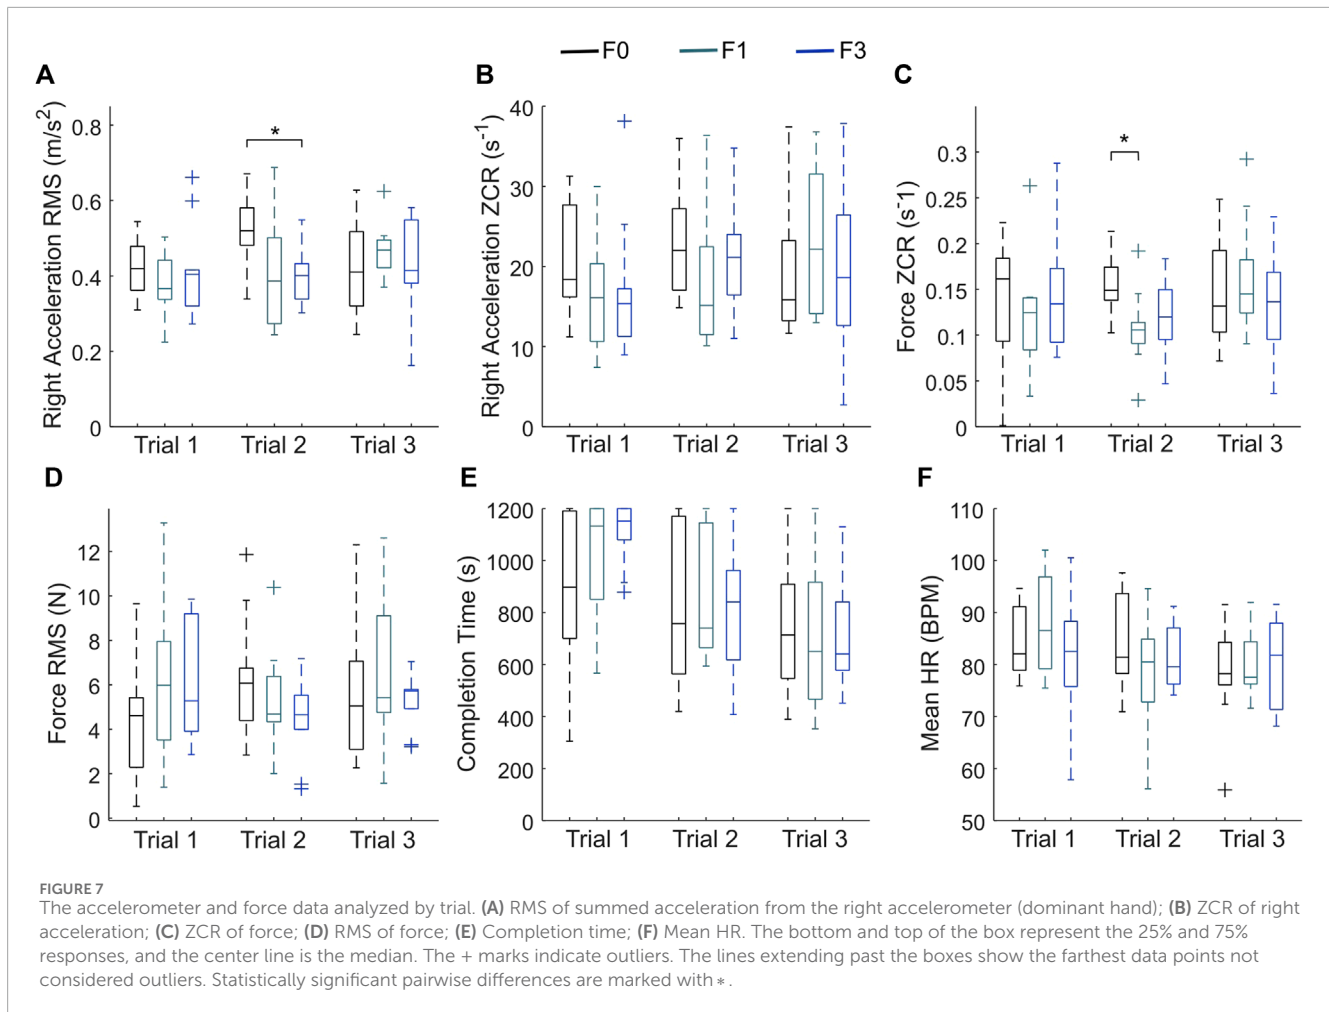 F0 F1 F3
A
Right Acceleration RMS (m/s²)
0.8
0.6
0.4
0.2
0
*
Trial 1 Trial 2 Trial 3
B
Right Acceleration ZCR (s⁻¹)
40
30
20
10
0
Trial 1 Trial 2 Trial 3
C
Force ZCR (s⁻¹)
0.3
0.25
0.2
0.15
0.1
0.05
0
*
Trial 1 Trial 2 Trial 3
D
Force RMS (N)
12
10
8
6
4
2
0
Trial 1 Trial 2 Trial 3
E
Completion Time (s)
1200
1000
800
600
400
200
0
Trial 1 Trial 2 Trial 3
F
Mean HR (BPM)
110
100
90
80
70
60
50
Trial 1 Trial 2 Trial 3
FIGURE 7
The accelerometer and force data analyzed by trial. (A) RMS of summed acceleration from the right accelerometer (dominant hand); (B) ZCR of right
acceleration; (C) ZCR of force; (D) RMS of force; (E) Completion time; (F) Mean HR. The bottom and top of the box represent the 25% and 75%
responses, and the center line is the median. The + marks indicate outliers. The lines extending past the boxes show the farthest data points not
considered outliers. Statistically significant pairwise differences are marked with *.